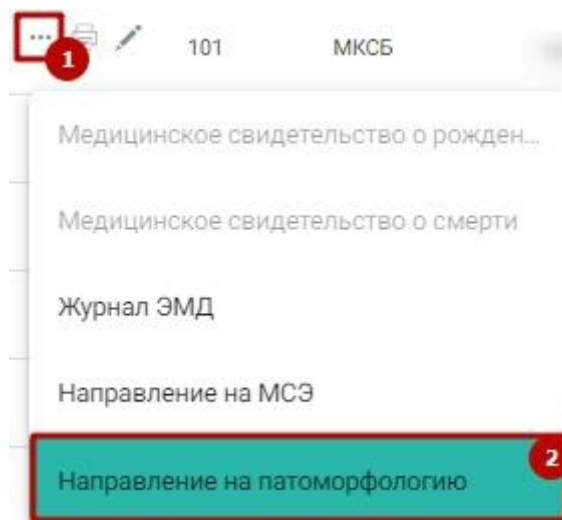 ... 1 101 МКСБ
Медицинское свидетельство о рожден...
Медицинское свидетельство о смерти
Журнал ЭМД
Направление на МСЭ
2
Направление на патоморфологию